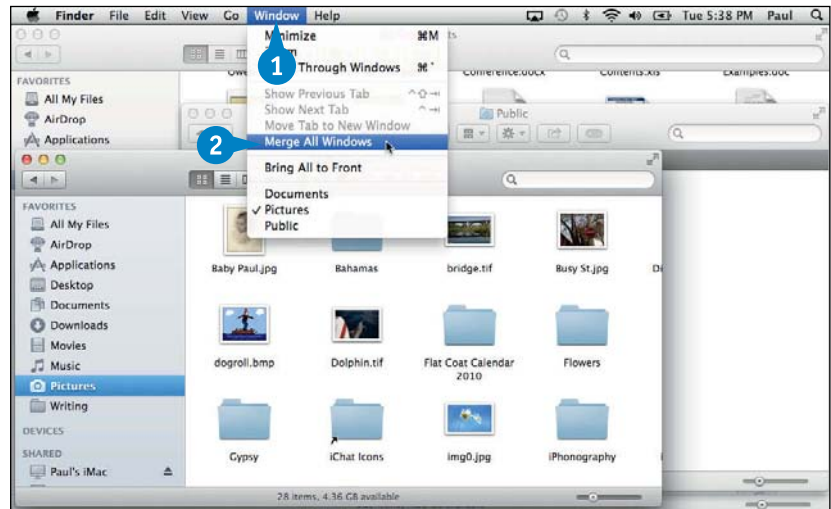 Finder File Edit View Go Window Help Tue 5:38 PM Paul
Minimize ⌘M
1
Through Windows ⌘`
Conference.docx Contents.xls Examples.doc
FAVORITES
All My Files
AirDrop
Applications
Show Previous Tab
Show Next Tab
Move Tab to New Window
Public
2
Merge All Windows
Bring All to Front
Documents
✓ Pictures
Public
FAVORITES
All My Files
AirDrop
Applications
Desktop
Documents
Downloads
Movies
Music
Pictures
Writing
DEVICES
SHARED
Paul's iMac
Baby Paul.jpg Bahamas bridge.tif Busy St.jpg
dogroll.bmp Dolphin.tif Flat Coat Calendar 2010 Flowers
Gypsy iChat Icons img0.jpg iPhonography
28 items, 4.36 GB available